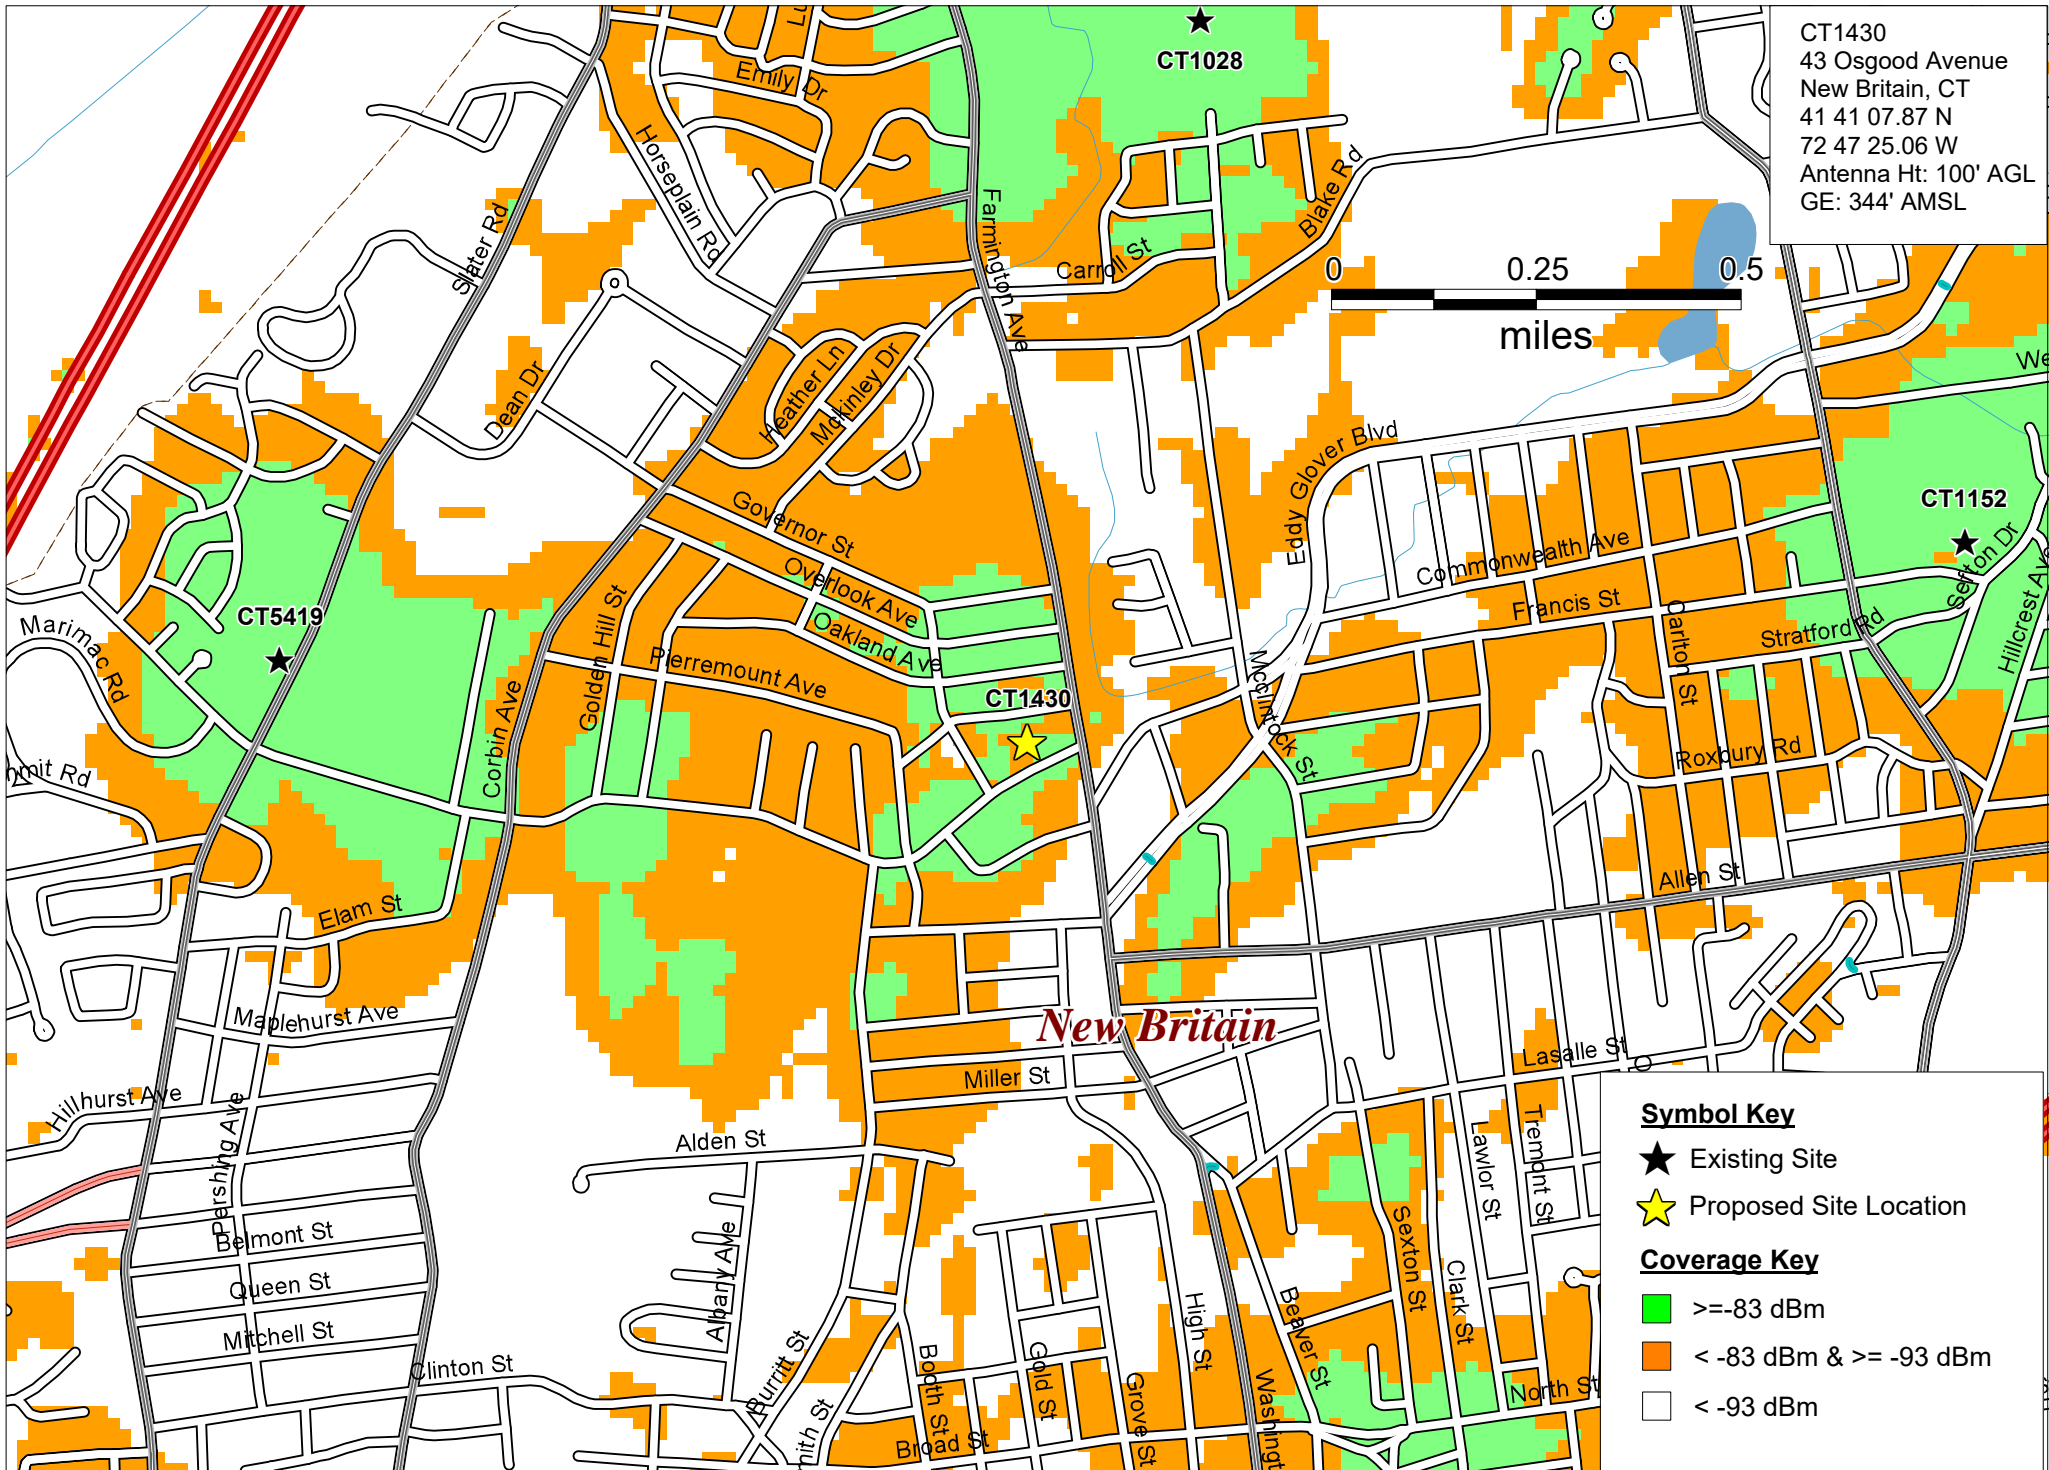 CT1430
43 Osgood Avenue
New Britain, CT
41 41 07.87 N
72 47 25.06 W
Antenna Ht: 100' AGL
GE: 344' AMSL
CT1028
Emily Dr
Horseplain Rd
Slater Rd
Farmington Ave
Carroll St
Blake Rd
0 0.25 0.5
miles
Dean Dr
Heather Ln
Mckinley Dr
Eppy Glover Blvd
CT1152
Governor St
Overlook Ave
Oakland Ave
Commonwealth Ave
Francis St
Carlton St
Stratford Rd
Sefton Dr
Hillcrest Ave
CT5419
Marimac Rd
Golden Hill St
Pierremount Ave
Corbin Ave
CT1430
Mcclintock St
Roxbury Rd
Allen St
Elam St
Maplehurst Ave
New Britain
Miller St
Lasalle St
Hillhurst Ave
Pershing Ave
Alden St
Lawlor St
Tremont St
Belmont St
Queen St
Mitchell St
Clinton St
Albany Ave
Burritt St
Booth St
Gold St
Grove St
High St
Beaver St
Sexton St
Clark St
North St
Broad St
Symbol Key
Existing Site
Proposed Site Location
Coverage Key
>=-83 dBm
< -83 dBm & >= -93 dBm
< -93 dBm